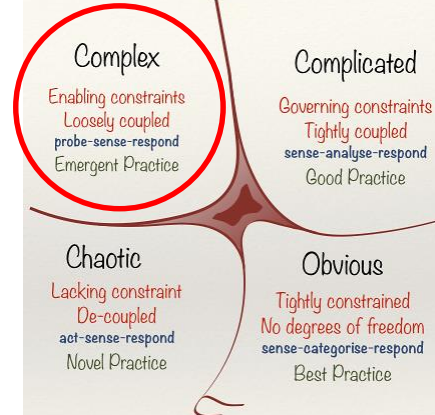 Complex
Enabling constraints
Loosely coupled
probe-sense-respond
Emergent Practice
Complicated
Governing constraints
Tightly coupled
sense-analyse-respond
Good Practice
Chaotic
Lacking constraint
De-coupled
act-sense-respond
Novel Practice
Obvious
Tightly constrained
No degrees of freedom
sense-categorise-respond
Best Practice